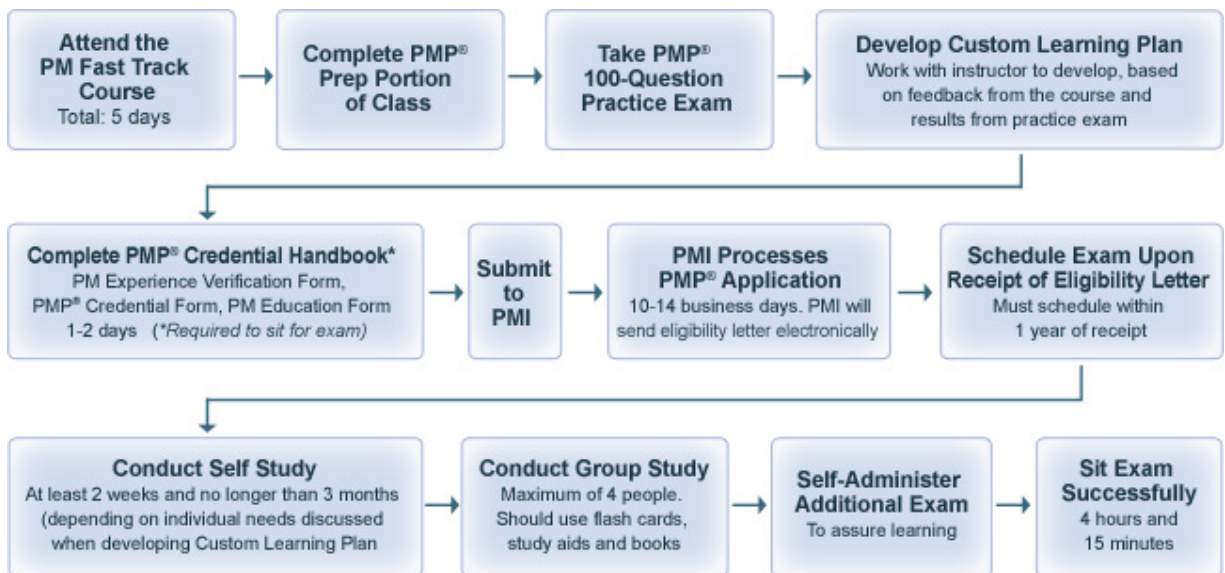 Attend the
PM Fast Track
Course
Total: 5 days
Complete PMP®
Prep Portion
of Class
Take PMP®
100-Question
Practice Exam
Develop Custom Learning Plan
Work with instructor to develop, based
on feedback from the course and
results from practice exam
Complete PMP® Credential Handbook*
PM Experience Verification Form,
PMP® Credential Form, PM Education Form
1-2 days (*Required to sit for exam)
Submit
to
PMI
PMI Processes
PMP® Application
10-14 business days. PMI will
send eligibility letter electronically
Schedule Exam Upon
Receipt of Eligibility Letter
Must schedule within
1 year of receipt
Conduct Self Study
At least 2 weeks and no longer than 3 months
(depending on individual needs discussed
when developing Custom Learning Plan
Conduct Group Study
Maximum of 4 people.
Should use flash cards,
study aids and books
Self-Administer
Additional Exam
To assure learning
Sit Exam
Successfully
4 hours and
15 minutes